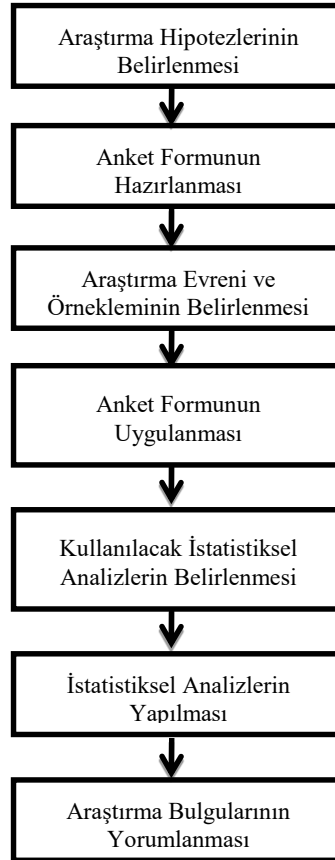 Araştırma Hipotezlerinin
Belirlenmesi
Anket Formunun
Hazırlanması
Araştırma Evreni ve
Örnekleminin Belirlenmesi
Anket Formunun
Uygulanması
Kullanılacak İstatistiksel
Analizlerin Belirlenmesi
İstatistiksel Analizlerin
Yapılması
Araştırma Bulgularının
Yorumlanması